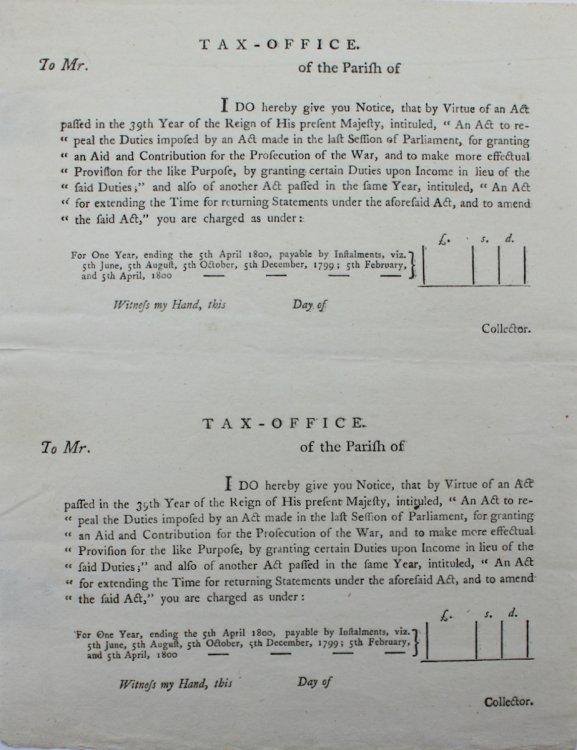 TAX-OFFICE.
To Mr. of the Pariſh of
I DO hereby give you Notice, that by Virtue of an Act
paſſed in the 39th Year of the Reign of His preſent Majeſty, intituled, “ An Act to re-
“ peal the Duties impoſed by an Act made in the laſt Seſſion of Parliament, for granting
“ an Aid and Contribution for the Proſecution of the War, and to make more effectual
“ Proviſion for the like Purpoſe, by granting certain Duties upon Income in lieu of the
“ ſaid Duties;” and alſo of another Act paſſed in the ſame Year, intituled, “ An Act
“ for extending the Time for returning Statements under the aforeſaid Act, and to amend
“ the ſaid Act,” you are charged as under:
£. s. d.
For One Year, ending the 5th April 1800, payable by Inſtalments, viz.
5th June, 5th Auguſt, 5th October, 5th December, 1799; 5th February,
and 5th April, 1800 — — — —
Witneſs my Hand, this Day of
Collector.
TAX-OFFICE.
To Mr. of the Pariſh of
I DO hereby give you Notice, that by Virtue of an Act
paſſed in the 39th Year of the Reign of His preſent Majeſty, intituled, “ An Act to re-
“ peal the Duties impoſed by an Act made in the laſt Seſſion of Parliament, for granting
“ an Aid and Contribution for the Proſecution of the War, and to make more effectual
“ Proviſion for the like Purpoſe, by granting certain Duties upon Income in lieu of the
“ ſaid Duties;” and alſo of another Act paſſed in the ſame Year, intituled, “ An Act
“ for extending the Time for returning Statements under the aforeſaid Act, and to amend
“ the ſaid Act,” you are charged as under :
£. s. d.
For One Year, ending the 5th April 1800, payable by Inſtalments, viz.
5th June, 5th Auguſt, 5th October, 5th December, 1799; 5th February,
and 5th April, 1800 — — — —
Witneſs my Hand, this Day of
Collector.